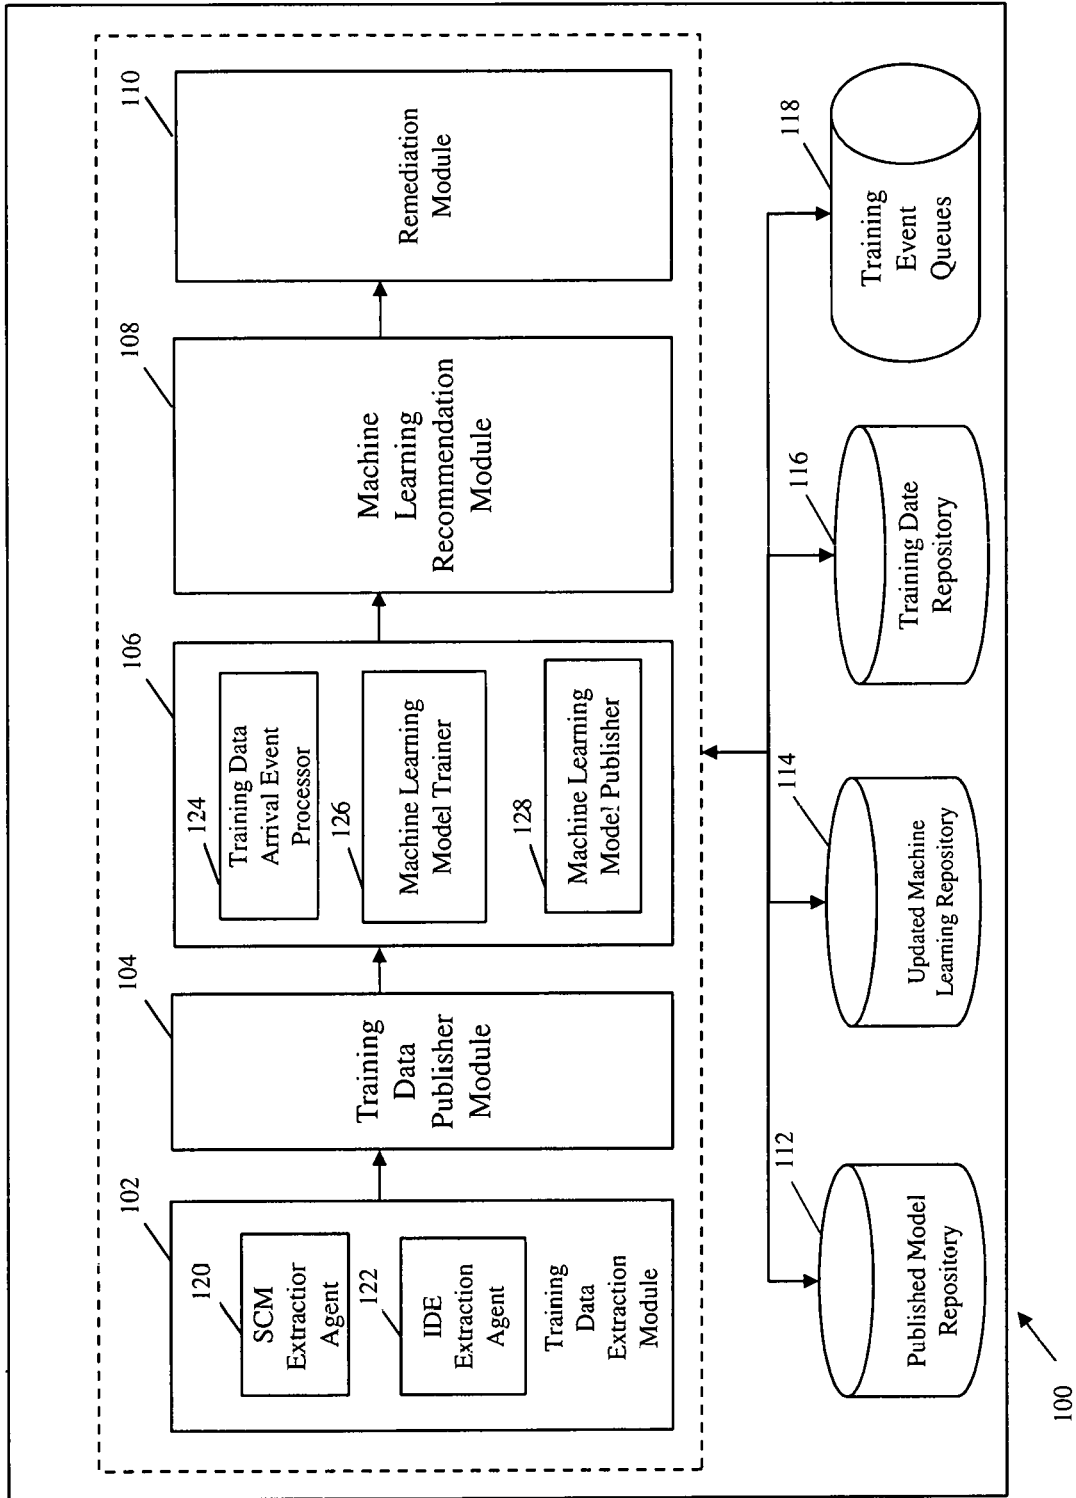 102
120
SCM
Extractior
Agent
122
IDE
Extraction
Agent
Training
Data
Extraction
Module
104
Training
Data
Publisher
Module
106
124
Training Data
Arrival Event
Processor
126
Machine Learning
Model Trainer
128
Machine Learning
Model Publisher
108
Machine
Learning
Recommendation
Module
110
Remediation
Module
112
Published Model
Repository
114
Updated Machine
Learning Repository
116
Training Date
Repository
118
Training
Event
Queues
100